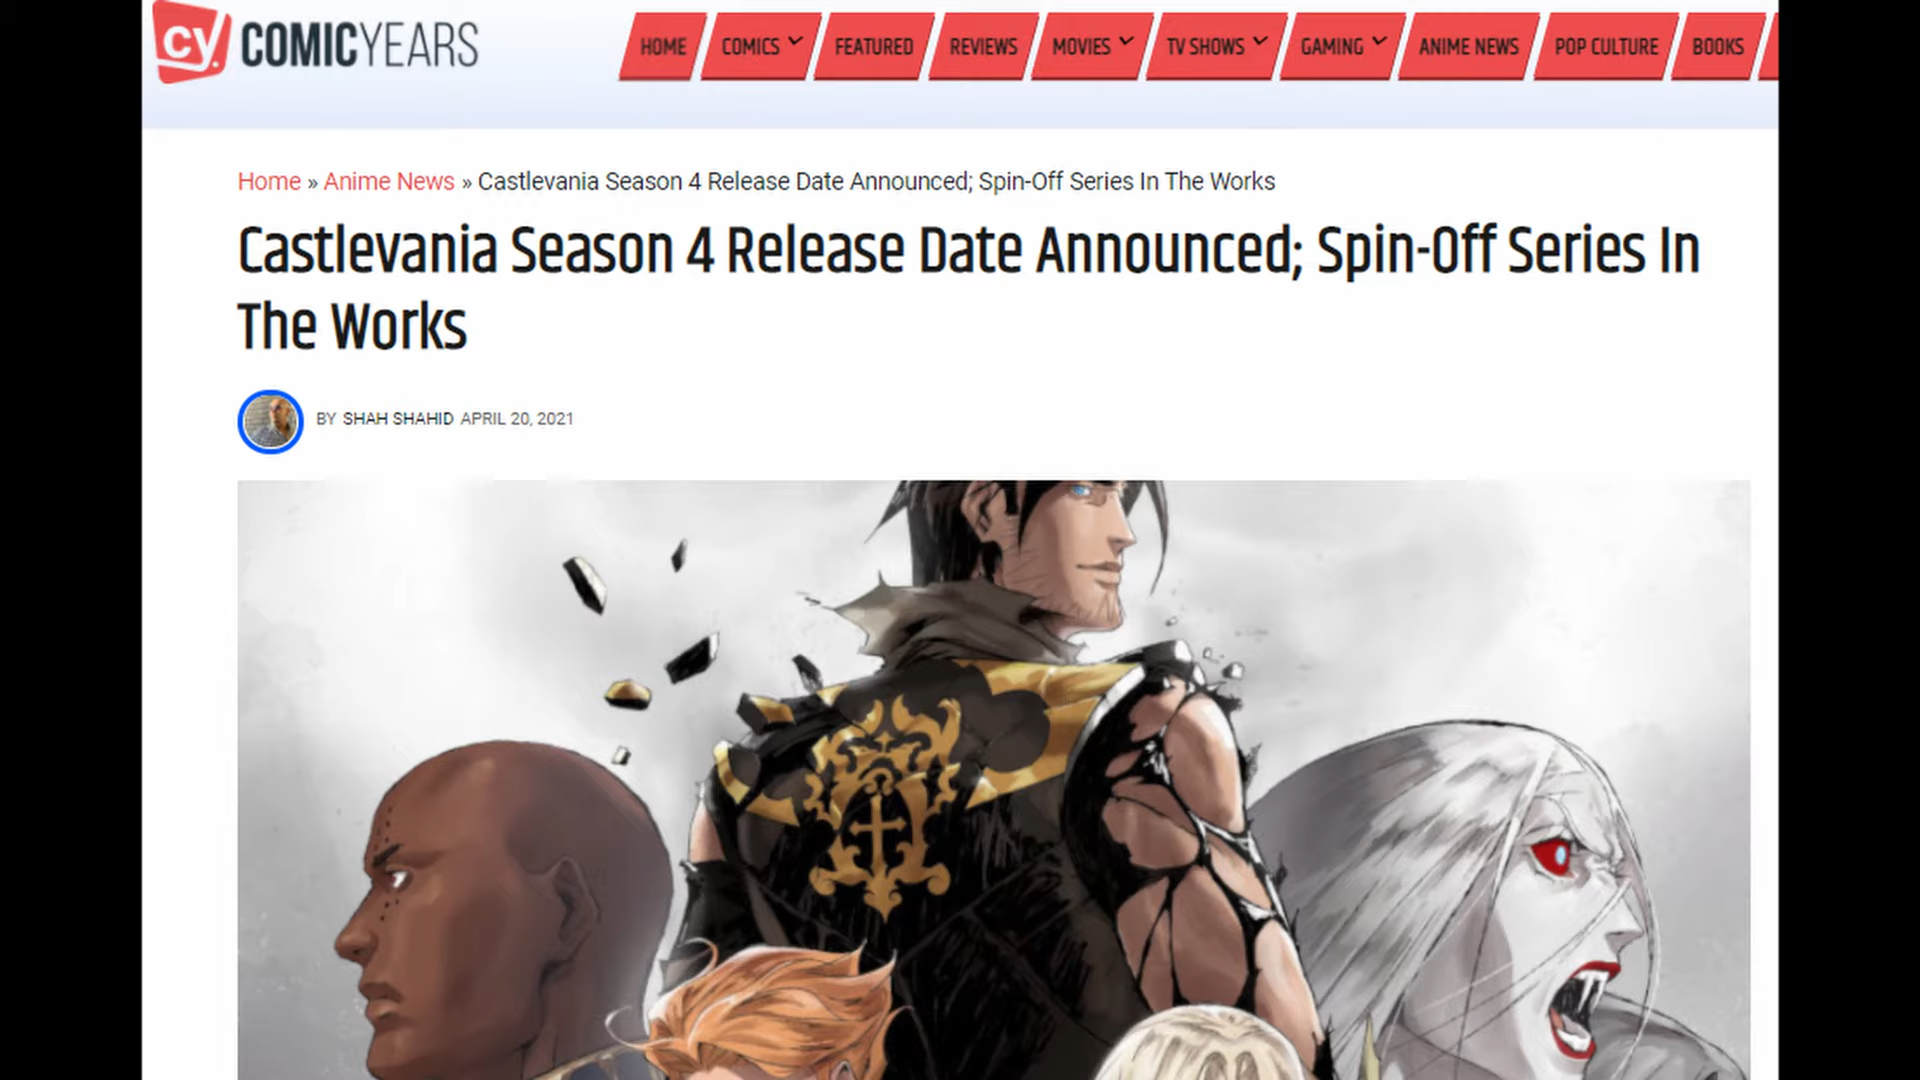 cy. COMICYEARS
HOME COMICS FEATURED REVIEWS MOVIES TV SHOWS GAMING ANIME NEWS POP CULTURE BOOKS
Home » Anime News » Castlevania Season 4 Release Date Announced; Spin-Off Series In The Works
Castlevania Season 4 Release Date Announced; Spin-Off Series In
The Works
BY SHAH SHAHID APRIL 20, 2021